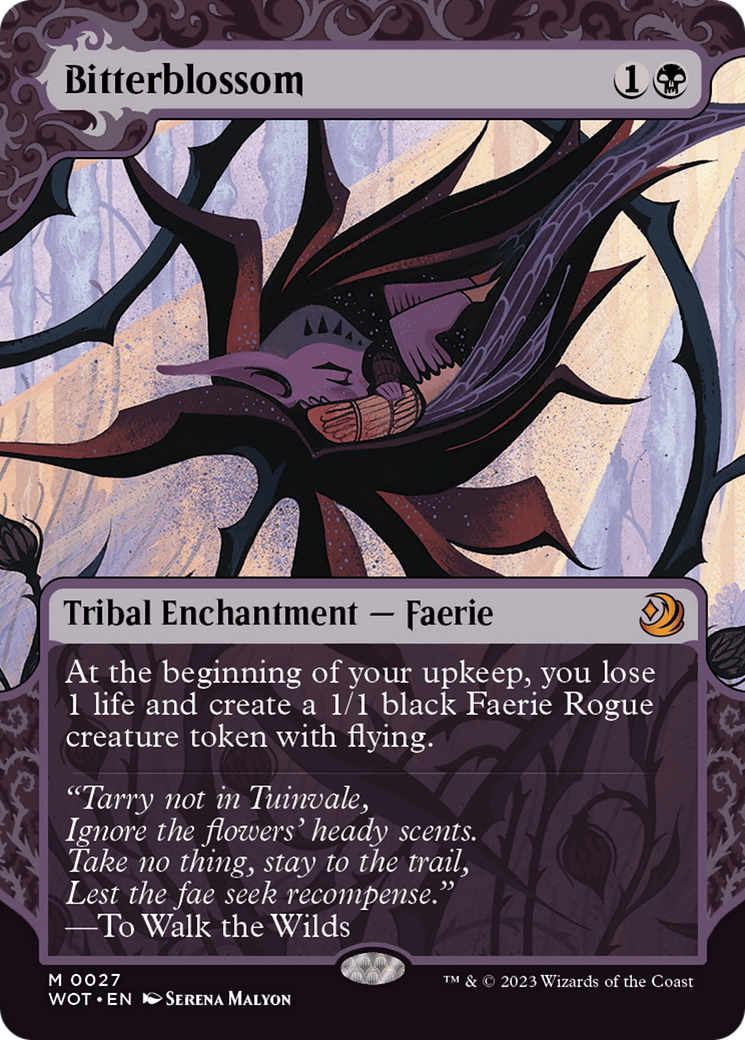 Bitterblossom
1
Tribal Enchantment — Faerie
At the beginning of your upkeep, you lose
1 life and create a 1/1 black Faerie Rogue
creature token with flying.
“Tarry not in Tuinvale,
Ignore the flowers’ heady scents.
Take no thing, stay to the trail,
Lest the fae seek recompense.”
—To Walk the Wilds
M 0027
WOT • EN Serena Malyon
™ & © 2023 Wizards of the Coast